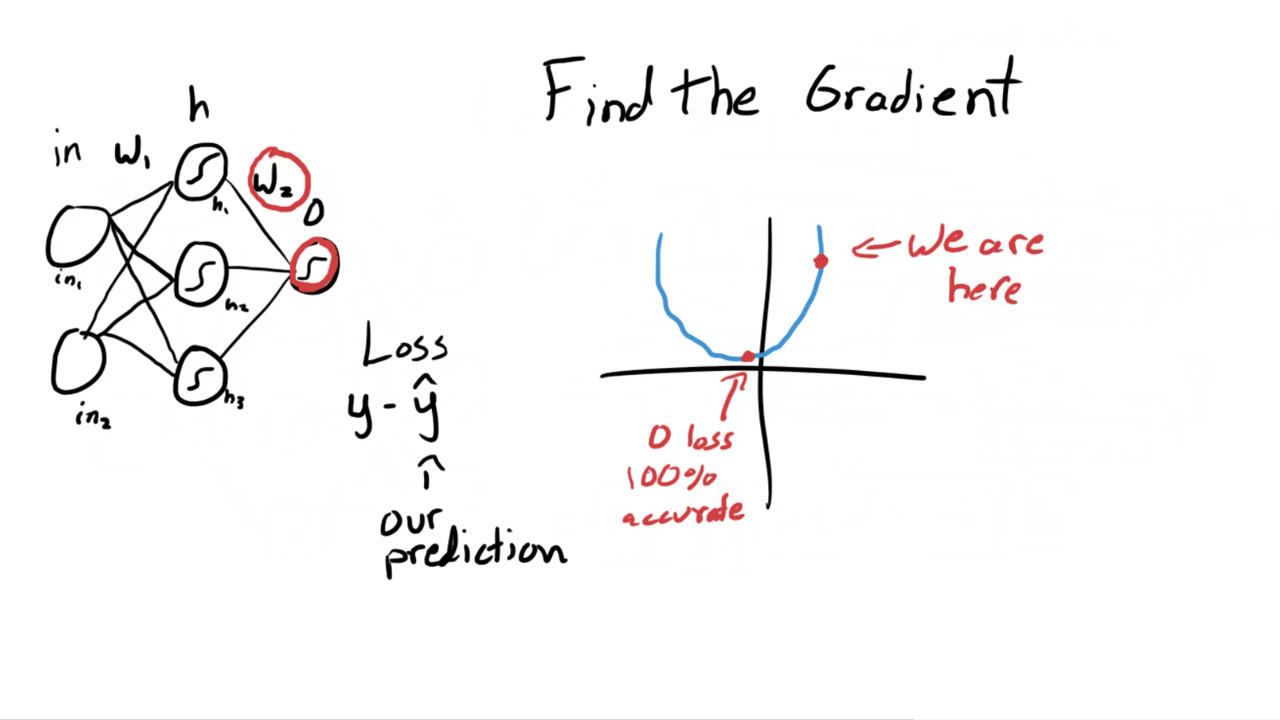 Find the Gradient
h
in W₁
W₂
h₁
O
in₁
h₂
in₂
h₃
Loss
y - ŷ
our
prediction
← We are
here
0 loss
100%
accurate